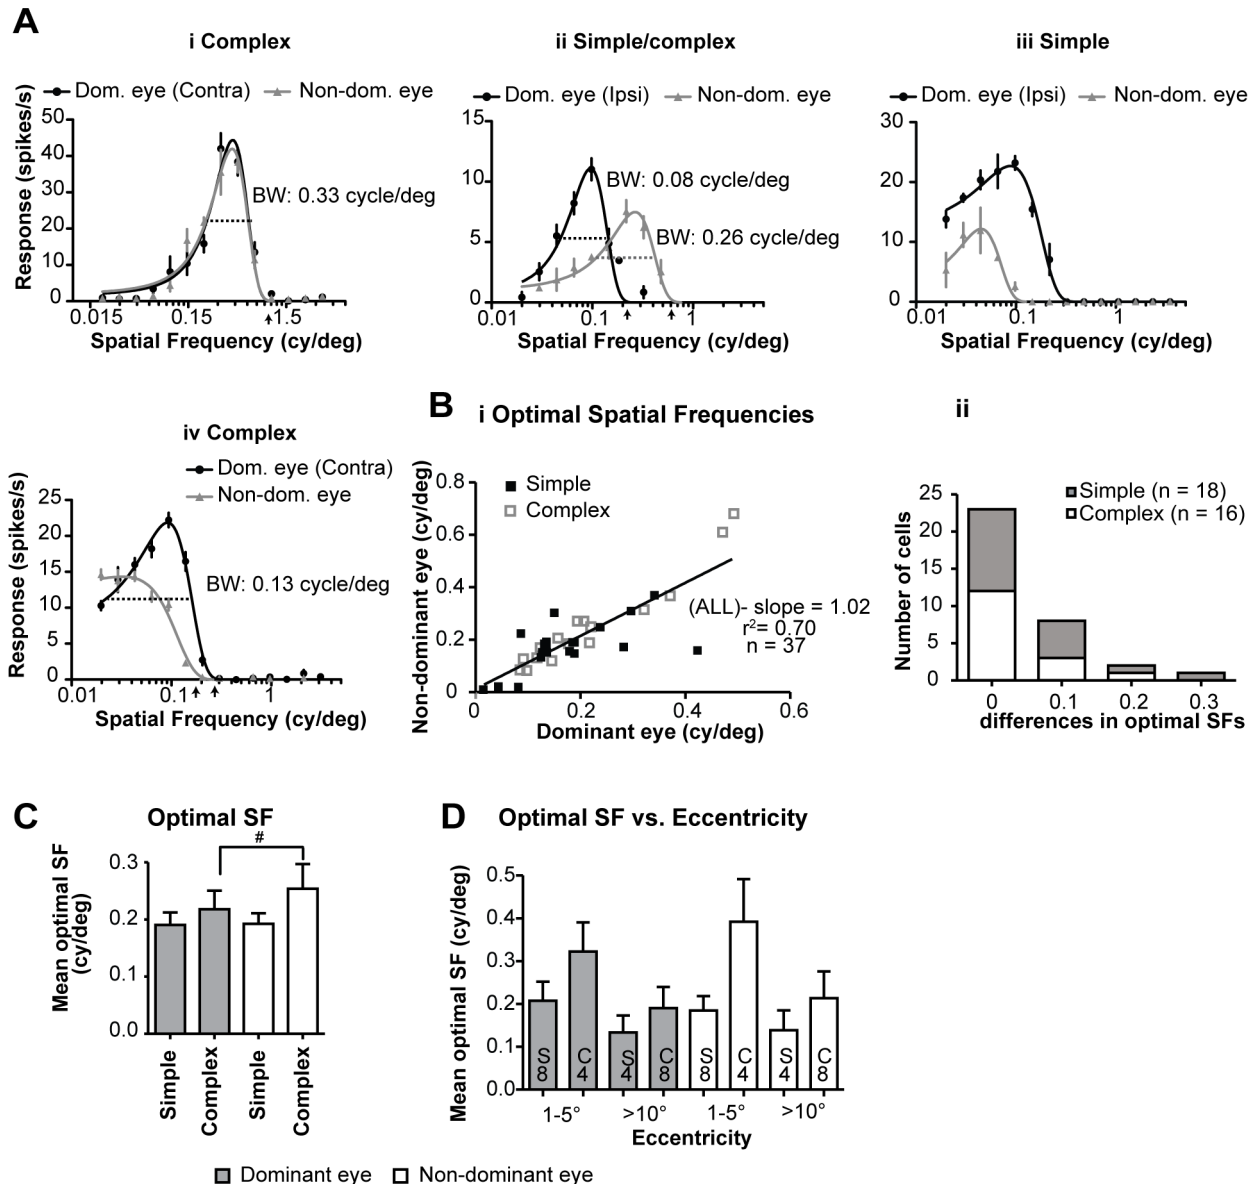 A
i Complex
Dom. eye (Contra) Non-dom. eye
Response (spikes/s)
50
40
30
20
10
0
BW: 0.33 cycle/deg
0.015 0.15 1.5
Spatial Frequency (cy/deg)
ii Simple/complex
Dom. eye (Ipsi) Non-dom. eye
15
10
5
0
BW: 0.08 cycle/deg
BW: 0.26 cycle/deg
0.01 0.1 1
Spatial Frequency (cy/deg)
iii Simple
Dom. eye (Ipsi) Non-dom. eye
30
20
10
0
0.01 0.1 1
Spatial Frequency (cy/deg)
iv Complex
Dom. eye (Contra)
Non-dom. eye
Response (spikes/s)
25
20
15
10
5
0
BW: 0.13 cycle/deg
0.01 0.1 1
Spatial Frequency (cy/deg)
B
i Optimal Spatial Frequencies
Non-dominant eye (cy/deg)
0.8
0.6
0.4
0.2
0
Simple
Complex
(ALL)- slope = 1.02
r²= 0.70
n = 37
0 0.2 0.4 0.6
Dominant eye (cy/deg)
ii
Simple (n = 18)
Complex (n = 16)
Number of cells
25
20
15
10
5
0
0 0.1 0.2 0.3
differences in optimal SFs
C
Optimal SF
#
Mean optimal SF
(cy/deg)
0.3
0.2
0.1
0.0
Simple
Complex
Simple
Complex
D
Optimal SF vs. Eccentricity
Mean optimal SF (cy/deg)
0.5
0.4
0.3
0.2
0.1
0.0
S C S C S C S C
8 4 4 8 8 4 4 8
1-5° >10° 1-5° >10°
Eccentricity
Dominant eye Non-dominant eye